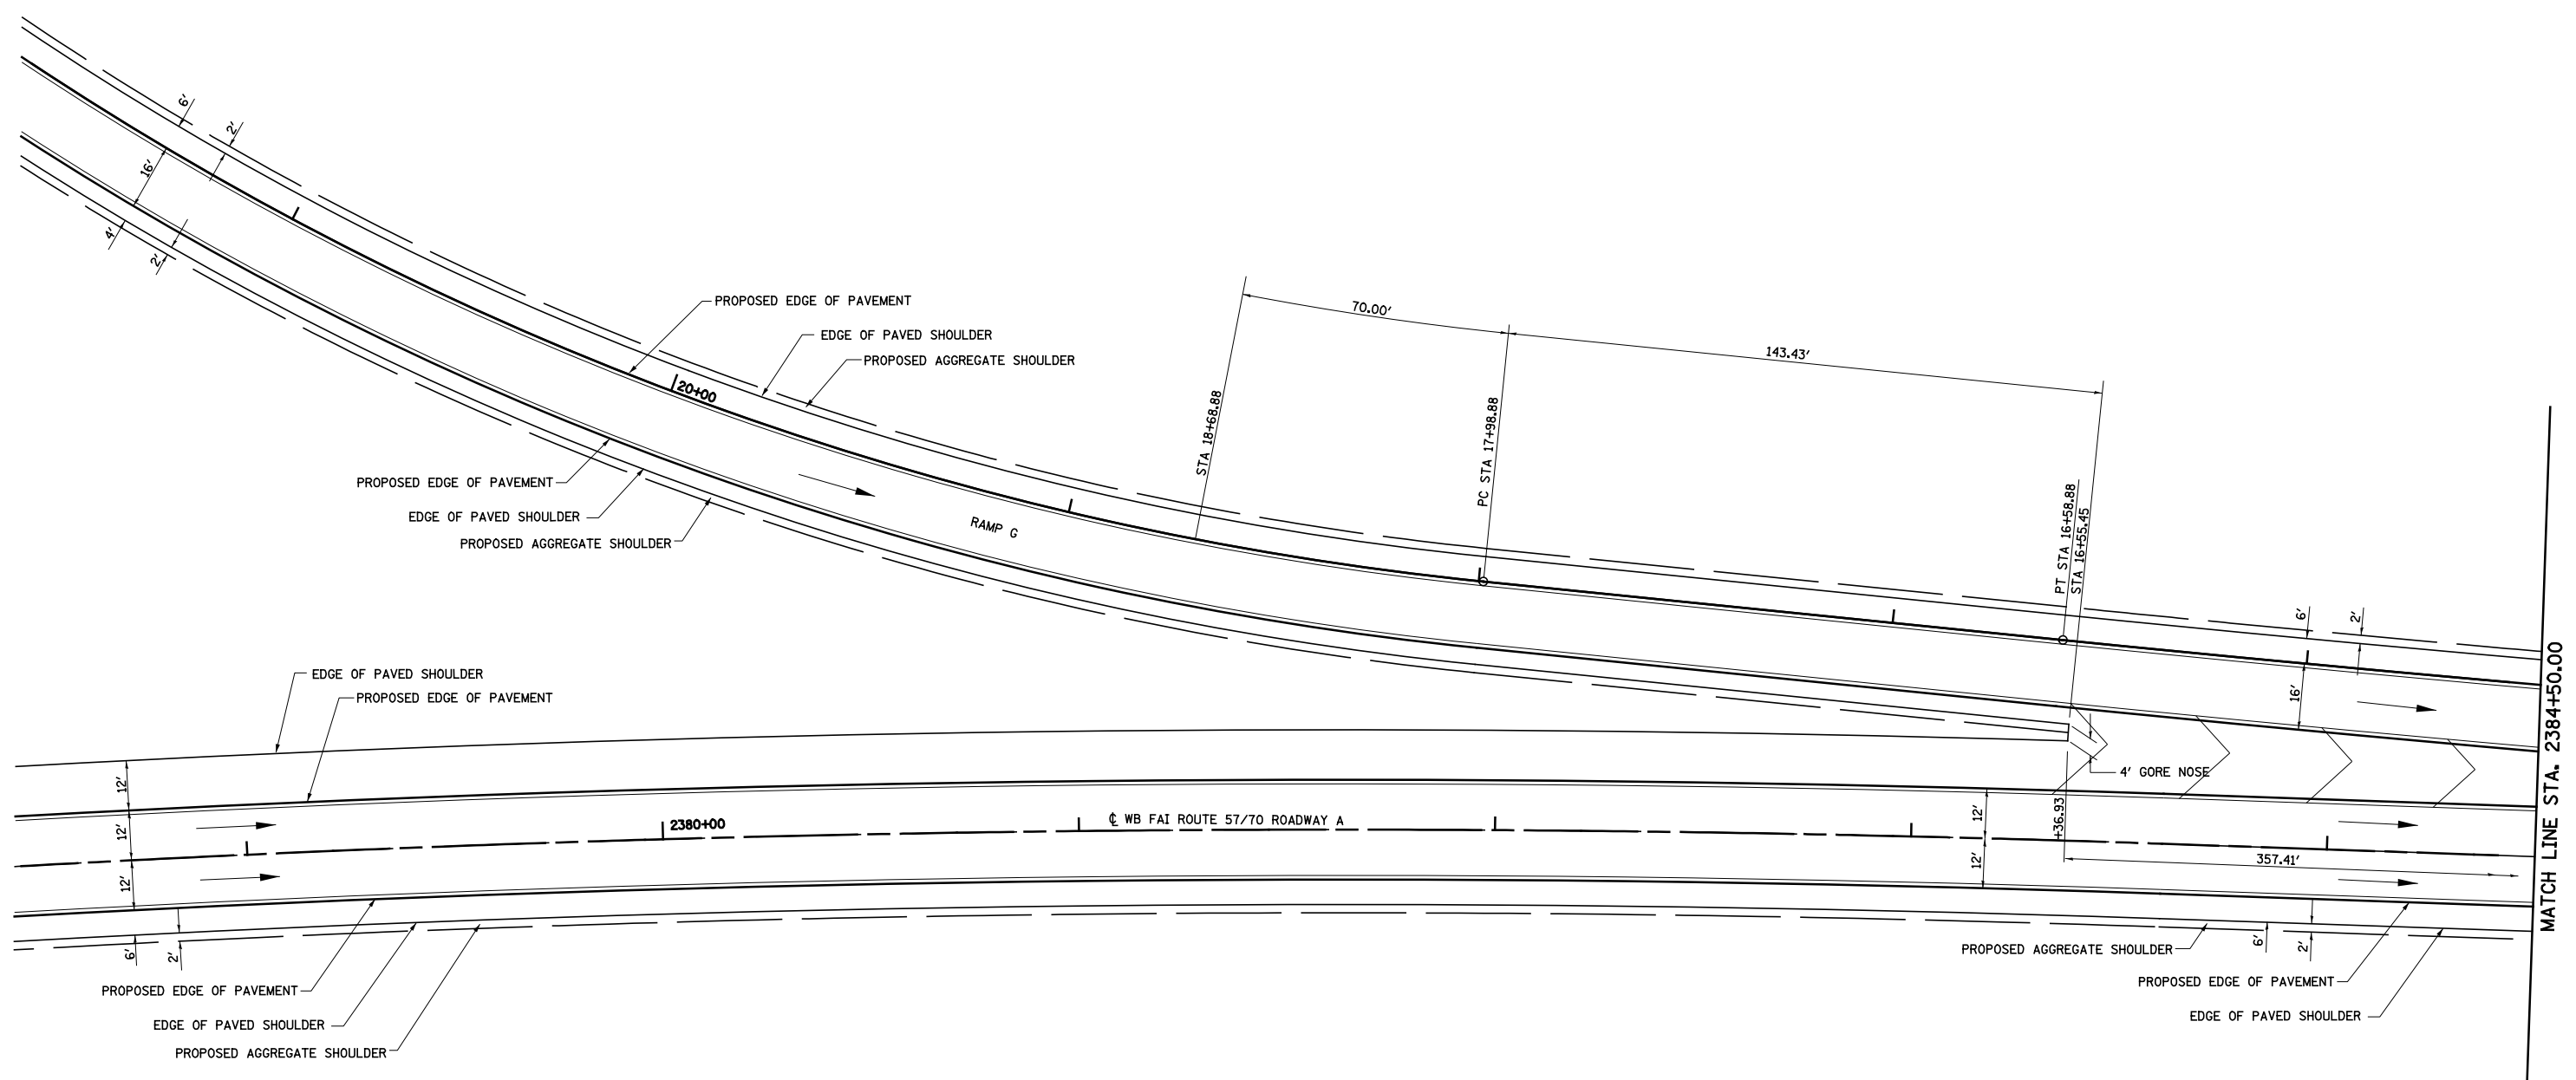 6'
2'
16'
4'
2'
PROPOSED EDGE OF PAVEMENT
EDGE OF PAVED SHOULDER
PROPOSED AGGREGATE SHOULDER
20+00
70.00'
143.43'
STA 18+68.88
PC STA 17+98.88
PT STA 16+58.88
STA 16+55.45
PROPOSED EDGE OF PAVEMENT
EDGE OF PAVED SHOULDER
PROPOSED AGGREGATE SHOULDER
RAMP G
6'
2'
16'
MATCH LINE STA. 2384+50.00
EDGE OF PAVED SHOULDER
PROPOSED EDGE OF PAVEMENT
4' GORE NOSE
12'
12'
12'
2380+00
℄ WB FAI ROUTE 57/70 ROADWAY A
12'
12'
+36.93
357.41'
6'
2'
PROPOSED EDGE OF PAVEMENT
EDGE OF PAVED SHOULDER
PROPOSED AGGREGATE SHOULDER
PROPOSED AGGREGATE SHOULDER
6'
2'
PROPOSED EDGE OF PAVEMENT
EDGE OF PAVED SHOULDER